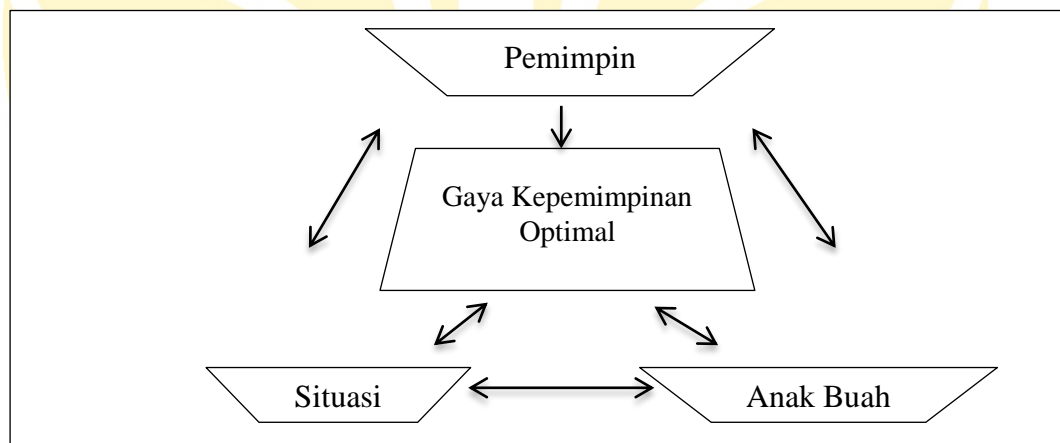 Pemimpin
Gaya Kepemimpinan
Optimal
Situasi
Anak Buah